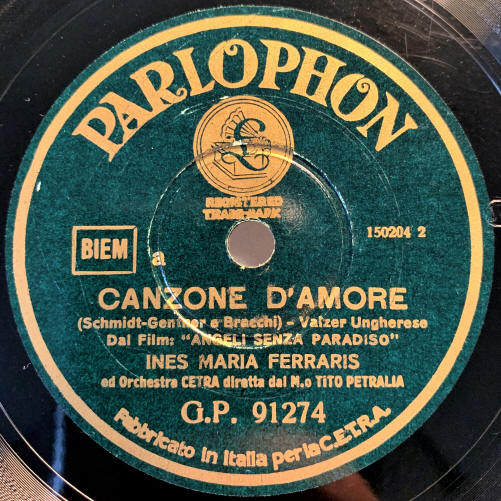 PARLOPHON
£
REGISTERED
TRADE-MARK
150204 2
BIEM
a
CANZONE D'AMORE
(Schmidt-Gentner e Bracchi) - Valzer Ungherese
Dal Film: "ANGELI SENZA PARADISO"
INES MARIA FERRARIS
ed Orchestra CETRA diretta dal M.o TITO PETRALIA
G.P. 91274
Fabbricato in Italia per la C.E.T.R.A.